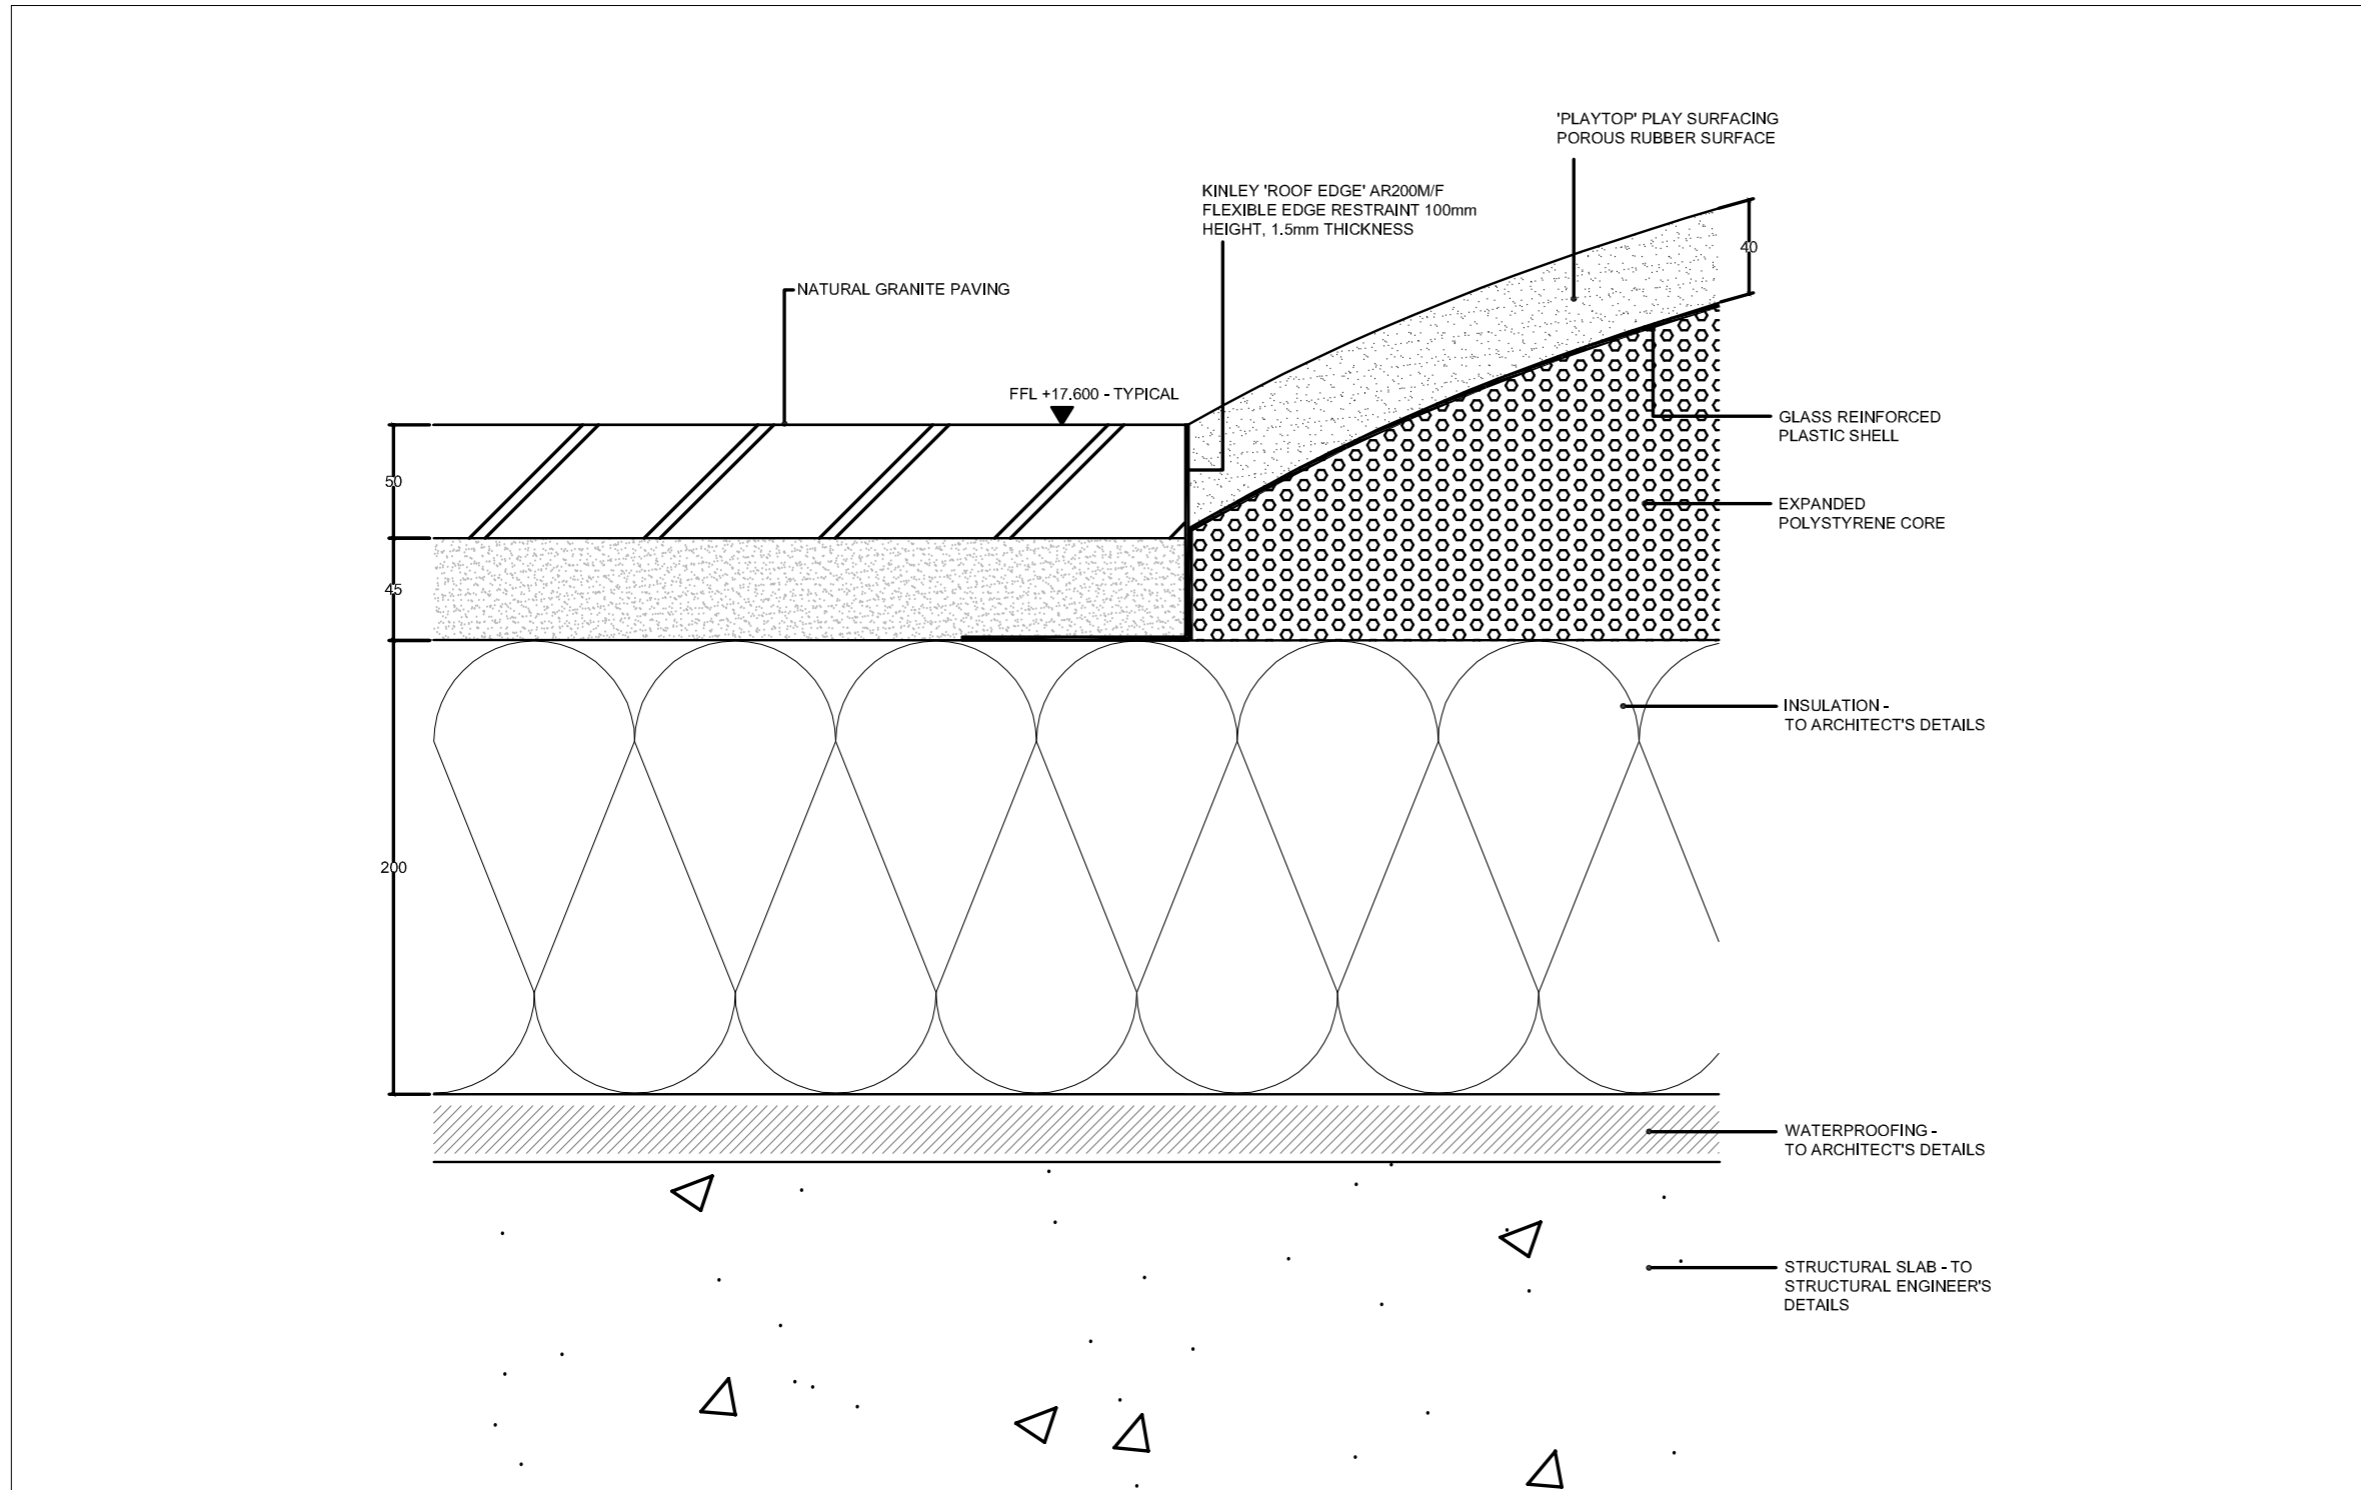 'PLAYTOP' PLAY SURFACING
POROUS RUBBER SURFACE
KINLEY 'ROOF EDGE' AR200M/F
FLEXIBLE EDGE RESTRAINT 100mm
HEIGHT, 1.5mm THICKNESS
40
NATURAL GRANITE PAVING
FFL +17.600 - TYPICAL
GLASS REINFORCED
PLASTIC SHELL
50
EXPANDED
POLYSTYRENE CORE
45
INSULATION -
TO ARCHITECT'S DETAILS
200
WATERPROOFING -
TO ARCHITECT'S DETAILS
STRUCTURAL SLAB - TO
STRUCTURAL ENGINEER'S
DETAILS